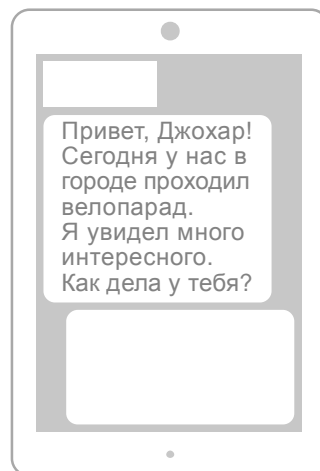 Привет, Джохар!
Сегодня у нас в
городе проходил
велопарад.
Я увидел много
интересного.
Как дела у тебя?